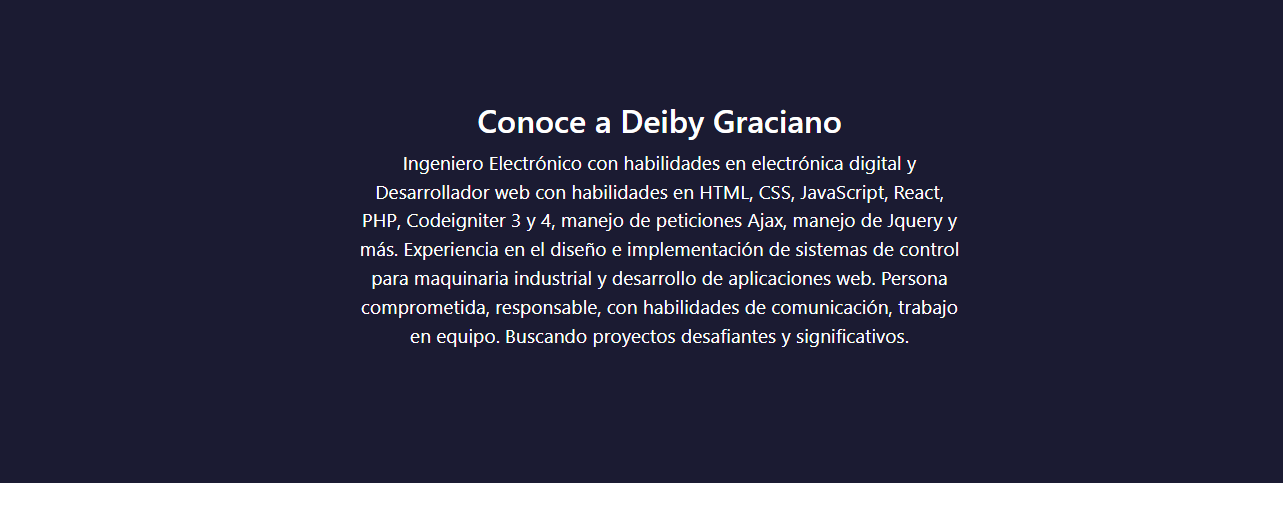 Conoce a Deiby Graciano
Ingeniero Electrónico con habilidades en electrónica digital y
Desarrollador web con habilidades en HTML, CSS, JavaScript, React,
PHP, Codeigniter 3 y 4, manejo de peticiones Ajax, manejo de Jquery y
más. Experiencia en el diseño e implementación de sistemas de control
para maquinaria industrial y desarrollo de aplicaciones web. Persona
comprometida, responsable, con habilidades de comunicación, trabajo
en equipo. Buscando proyectos desafiantes y significativos.